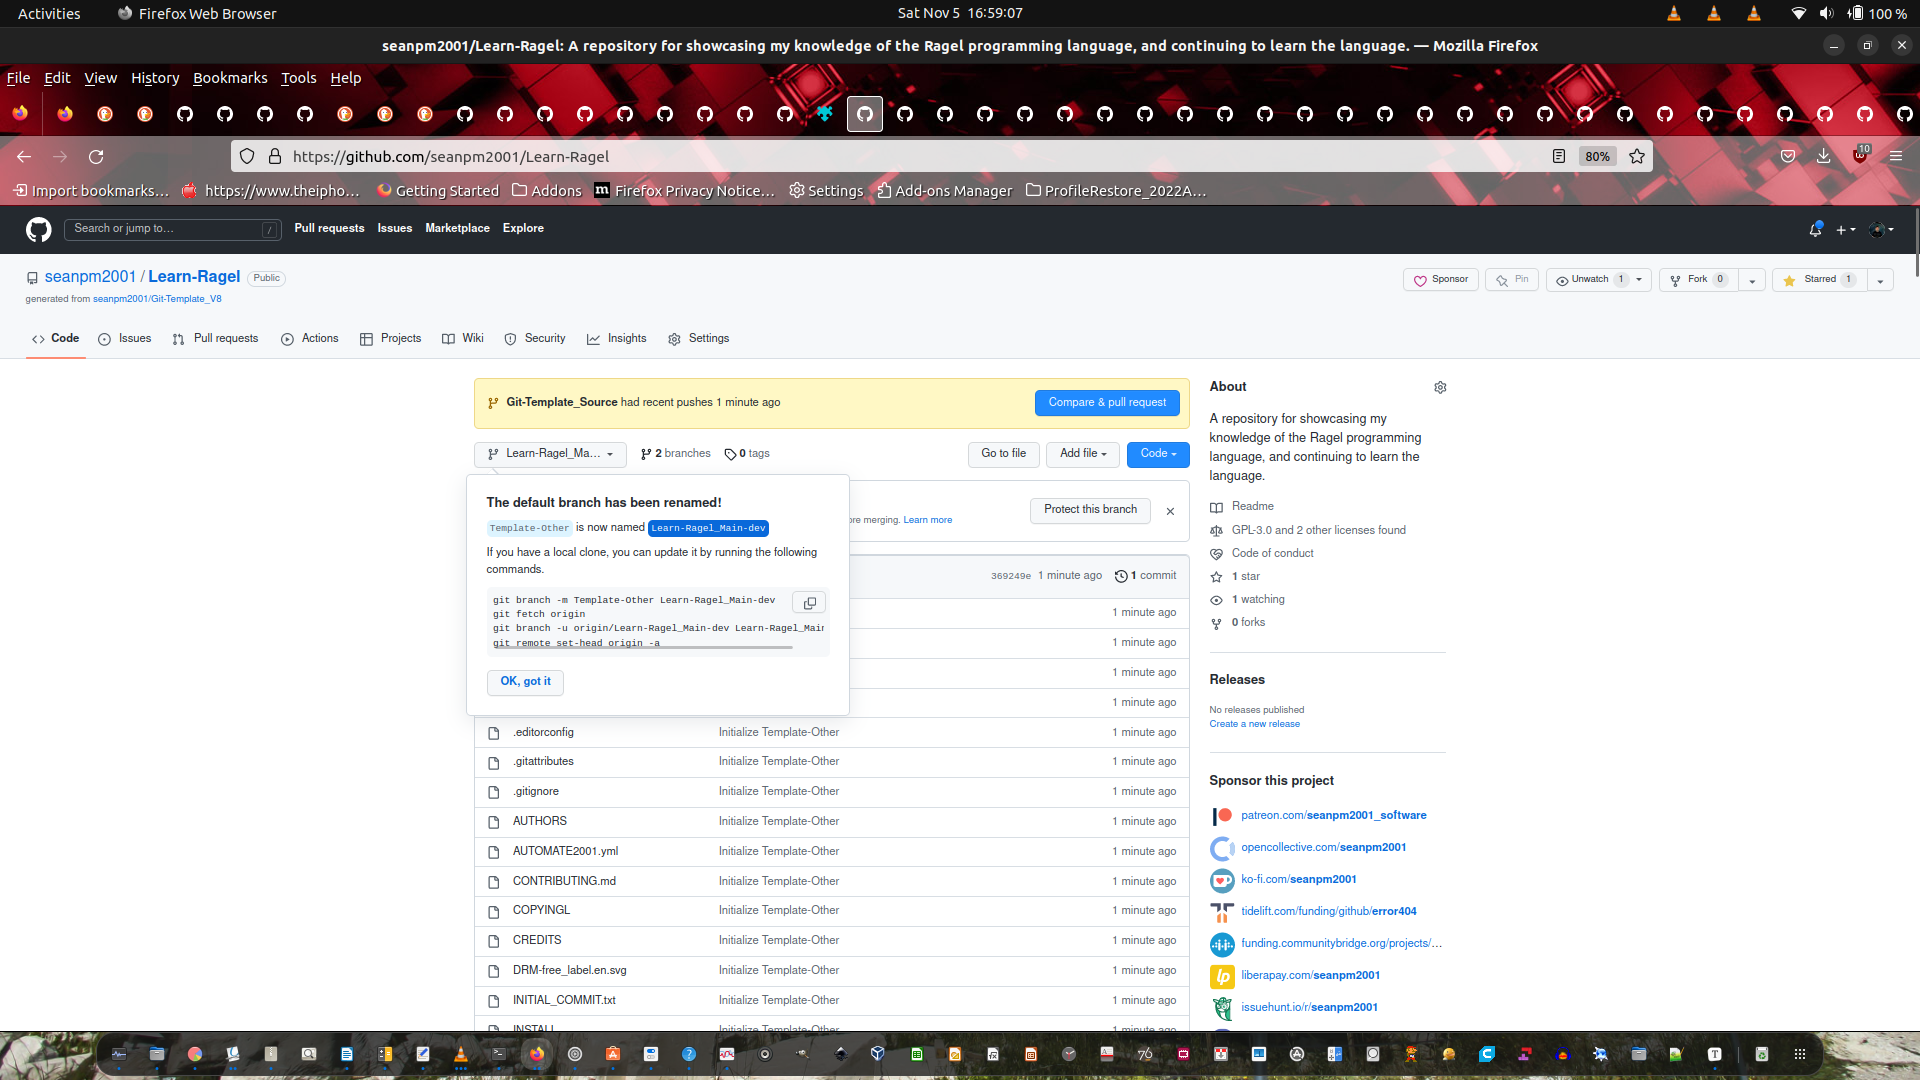 Activities
Firefox Web Browser
Sat Nov 5 16:59:07
100 %
seanpm2001/Learn-Ragel: A repository for showcasing my knowledge of the Ragel programming language, and continuing to learn the language. — Mozilla Firefox
File Edit View History Bookmarks Tools Help
https://github.com/seanpm2001/Learn-Ragel
80%
10
Import bookmarks…
https://www.theipho…
Getting Started
Addons
Firefox Privacy Notice…
Settings
Add-ons Manager
ProfileRestore_2022A…
Search or jump to…
/
Pull requests Issues Marketplace Explore
seanpm2001 / Learn-Ragel
Public
Sponsor
Pin
Unwatch 1
Fork 0
Starred 1
generated from seanpm2001/Git-Template_V8
Code
Issues
Pull requests
Actions
Projects
Wiki
Security
Insights
Settings
Git-Template_Source had recent pushes 1 minute ago
Compare & pull request
Learn-Ragel_Ma…
2 branches
0 tags
Go to file
Add file
Code
The default branch has been renamed!
Template-Other is now named Learn-Ragel_Main-dev
If you have a local clone, you can update it by running the following
commands.
git branch -m Template-Other Learn-Ragel_Main-dev
git fetch origin
git branch -u origin/Learn-Ragel_Main-dev Learn-Ragel_Main
git remote set-head origin -a
OK, got it
ore merging. Learn more
Protect this branch
369249e 1 minute ago
1 commit
1 minute ago
1 minute ago
1 minute ago
1 minute ago
.editorconfig Initialize Template-Other 1 minute ago
.gitattributes Initialize Template-Other 1 minute ago
.gitignore Initialize Template-Other 1 minute ago
AUTHORS Initialize Template-Other 1 minute ago
AUTOMATE2001.yml Initialize Template-Other 1 minute ago
CONTRIBUTING.md Initialize Template-Other 1 minute ago
COPYINGL Initialize Template-Other 1 minute ago
CREDITS Initialize Template-Other 1 minute ago
DRM-free_label.en.svg Initialize Template-Other 1 minute ago
INITIAL_COMMIT.txt Initialize Template-Other 1 minute ago
INSTALL Initialize Template-Other 1 minute ago
About
A repository for showcasing my
knowledge of the Ragel programming
language, and continuing to learn the
language.
Readme
GPL-3.0 and 2 other licenses found
Code of conduct
1 star
1 watching
0 forks
Releases
No releases published
Create a new release
Sponsor this project
patreon.com/seanpm2001_software
opencollective.com/seanpm2001
ko-fi.com/seanpm2001
tidelift.com/funding/github/error404
funding.communitybridge.org/projects/…
liberapay.com/seanpm2001
issuehunt.io/r/seanpm2001